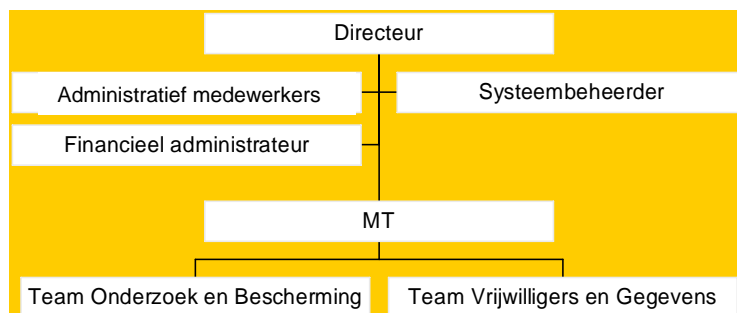 Directeur
Administratief medewerkers
Systeembeheerder
Financieel administrateur
MT
Team Onderzoek en Bescherming
Team Vrijwilligers en Gegevens